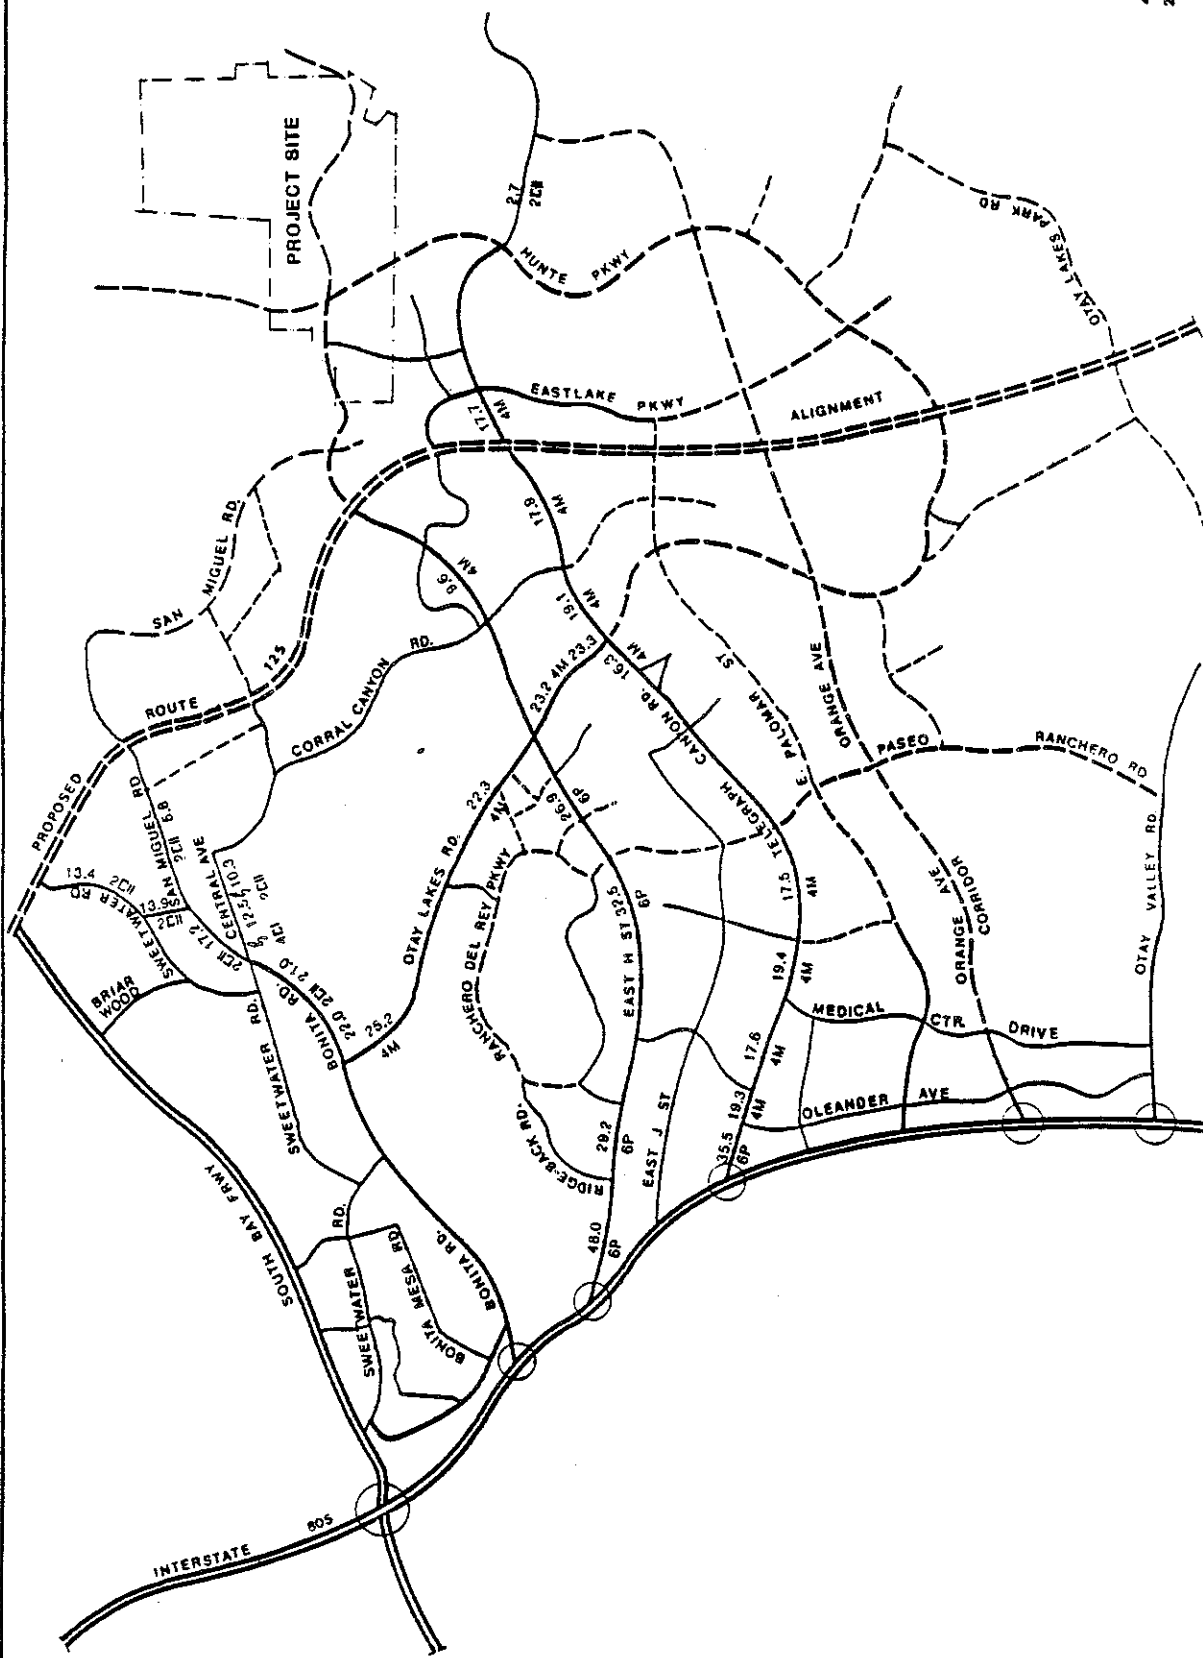 PROJECT SITE
2.7
2CII
HUNTE PKWY
OTAY LAKES PARK RD
EASTLAKE PKWY
ALIGNMENT
17.7
4M
17.9
4M
SAN MIGUEL RD.
9.6
4M
19.1
4M
ROUTE 125
PROPOSED
CORRAL CANYON RD.
23.2 4M 23.3
16.3
4M
E. PALOMAR ST
ORANGE AVE
PASEO RANCHERO RD
SAN MIGUEL RD
2CII 6.8
13.4
2CII
SWEETWATER RD
13.9
2CII
CENTRAL AVE
12.5
10.3
4CI
2CII
17.2
2CII
22.3
4M
26.9
6P
TELEGRAPH CANYON RD.
17.5
4M
OTAY LAKES RD.
RANCHERO DEL REY PKWY
EAST H ST 32.5
6P
ORANGE AVE CORRIDOR
OTAY VALLEY RD.
BRIAR WOOD
22.0 2CII 21.0
BONITA RD.
25.2
4M
19.4
4M
MEDICAL CTR. DRIVE
SWEETWATER RD.
17.6
4M
OLEANDER AVE
19.3
4M
35.5
6P
RIDGE-BACK RD.
29.2
6P
EAST J ST
48.0
6P
SOUTH BAY FRWY
SWEETWATER RD.
BONITA MESA RD.
BONITA RD.
INTERSTATE 805